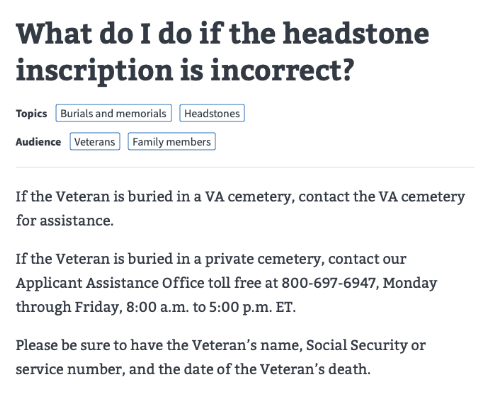 What do I do if the headstone
inscription is incorrect?
Topics Burials and memorials Headstones
Audience Veterans Family members
If the Veteran is buried in a VA cemetery, contact the VA cemetery
for assistance.
If the Veteran is buried in a private cemetery, contact our
Applicant Assistance Office toll free at 800-697-6947, Monday
through Friday, 8:00 a.m. to 5:00 p.m. ET.
Please be sure to have the Veteran's name, Social Security or
service number, and the date of the Veteran's death.